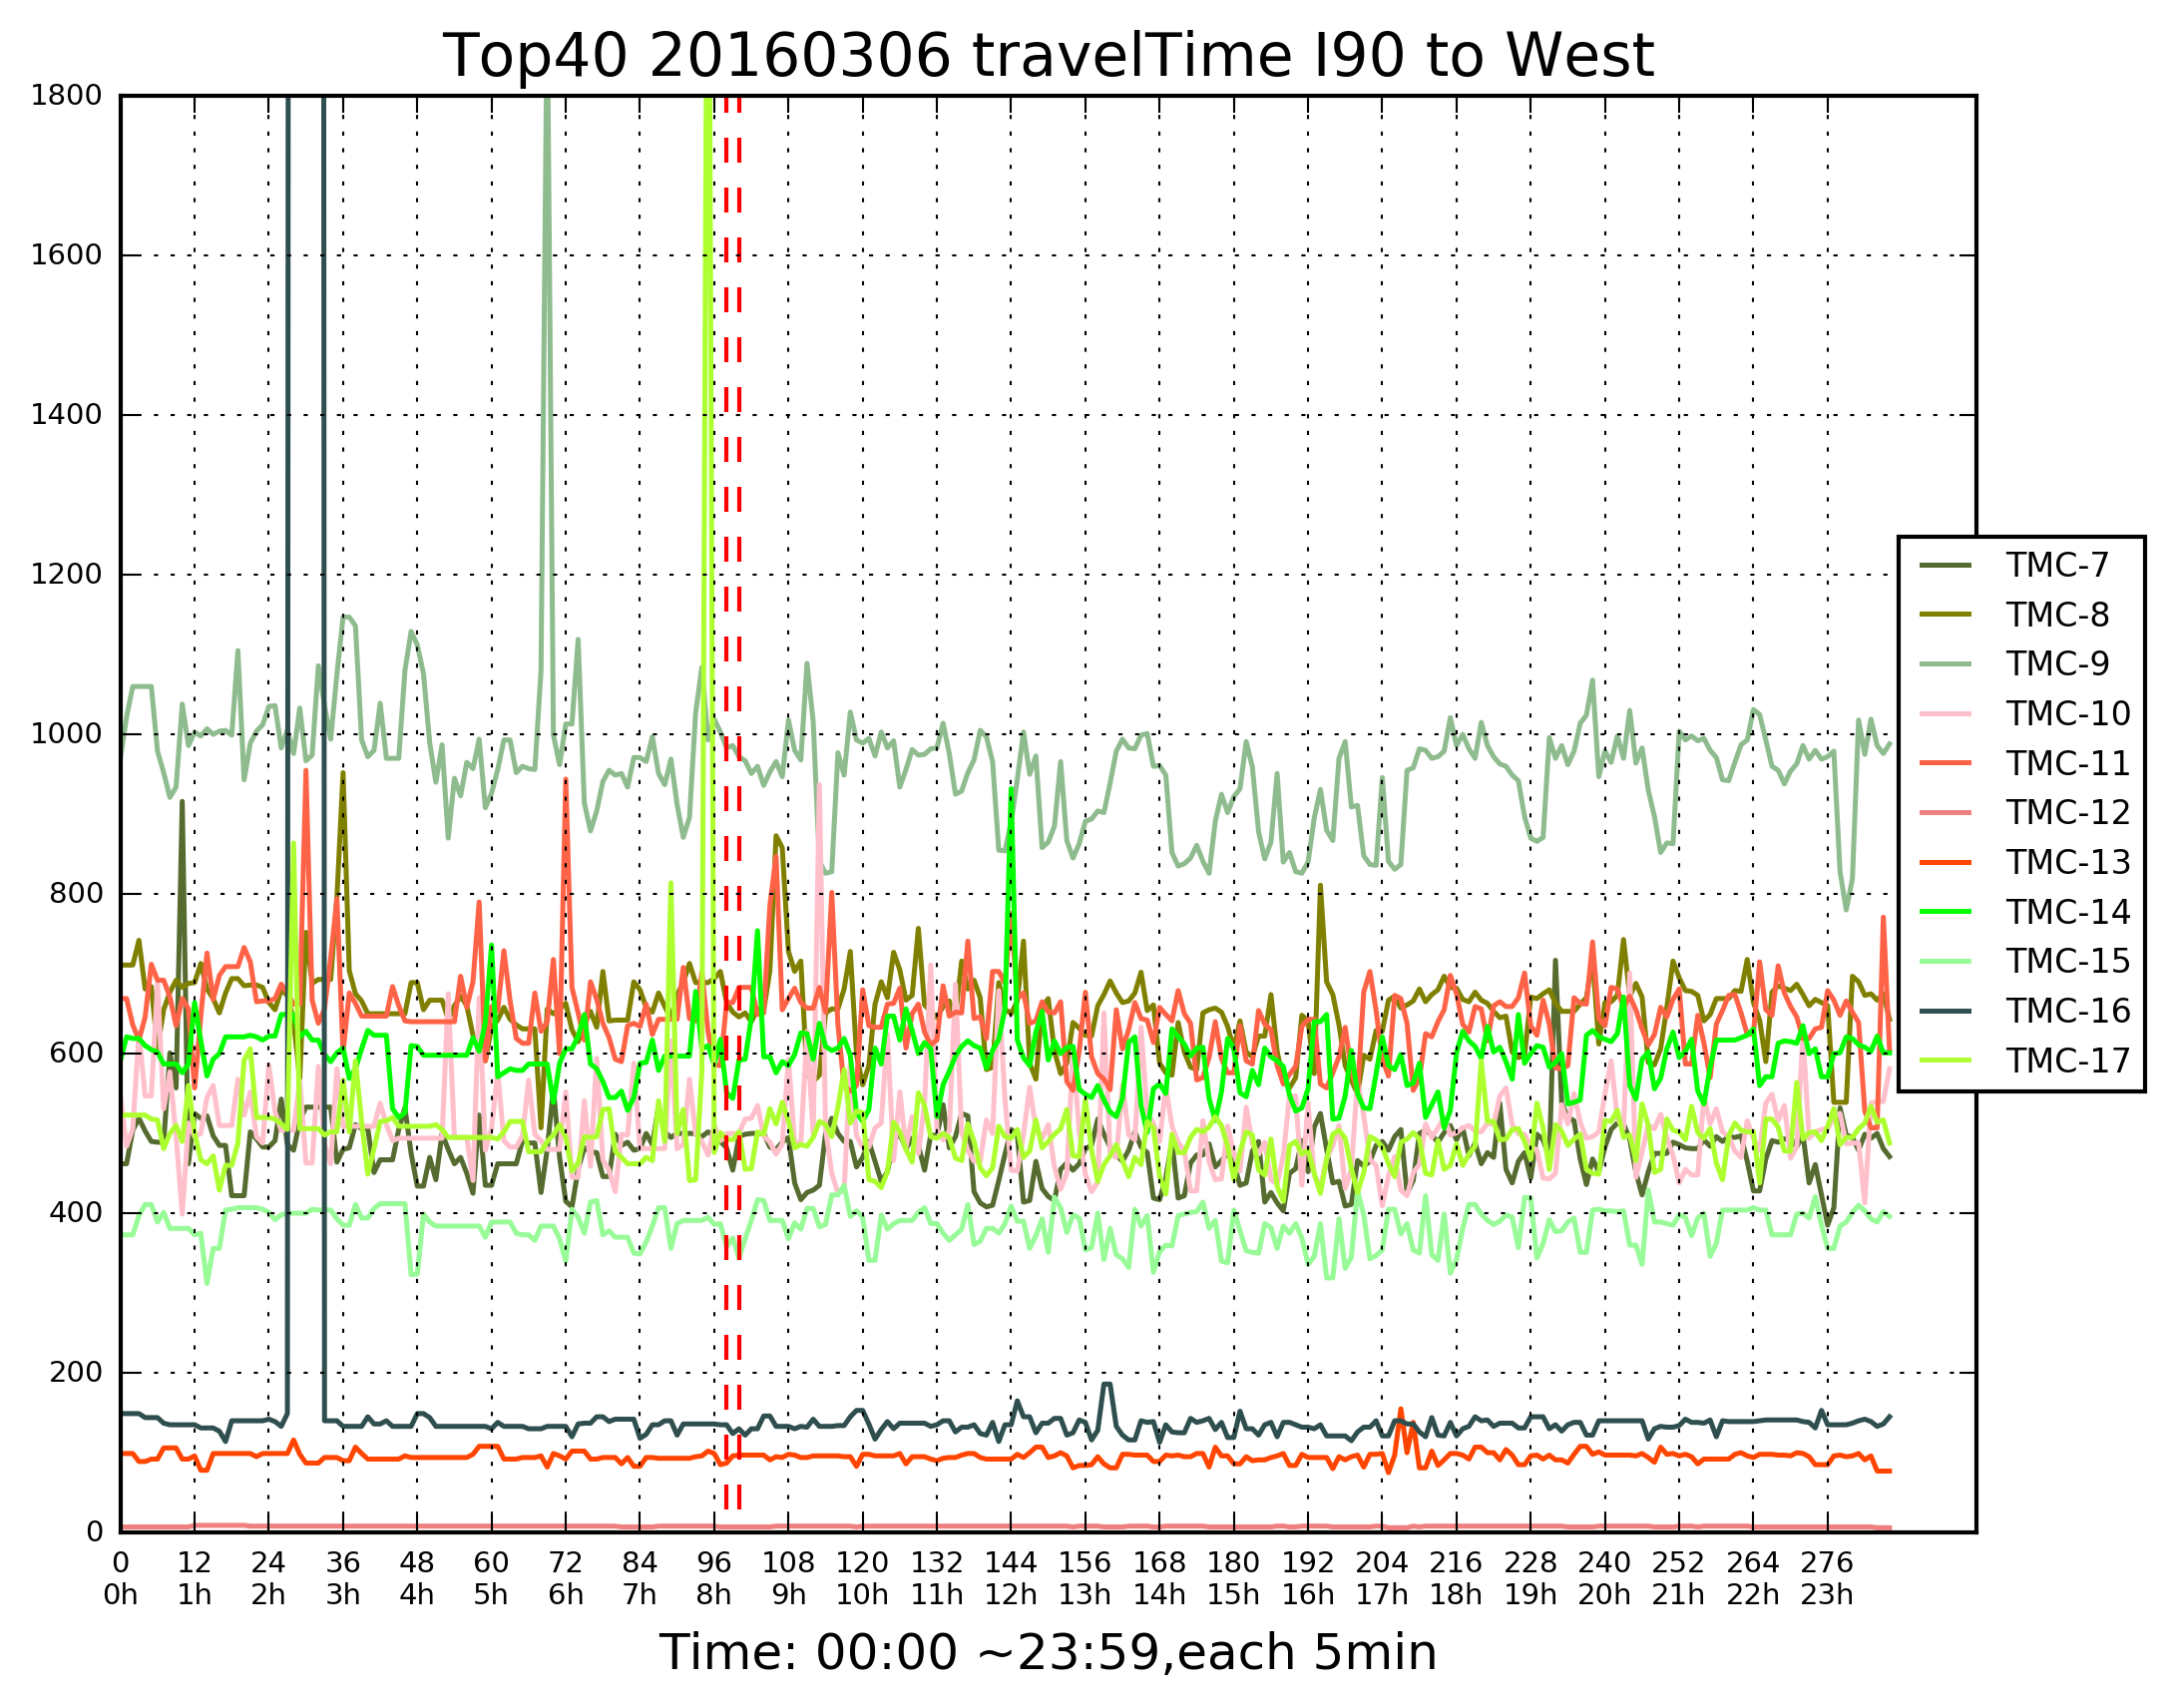 Top40 20160306 travelTime I90 to West
1800
1600
1400
1200
1000
800
600
400
200
0
TMC-7
TMC-8
TMC-9
TMC-10
TMC-11
TMC-12
TMC-13
TMC-14
TMC-15
TMC-16
TMC-17
0 12 24 36 48 60 72 84 96 108 120 132 144 156 168 180 192 204 216 228 240 252 264 276
0h 1h 2h 3h 4h 5h 6h 7h 8h 9h 10h 11h 12h 13h 14h 15h 16h 17h 18h 19h 20h 21h 22h 23h
Time: 00:00 ~23:59,each 5min